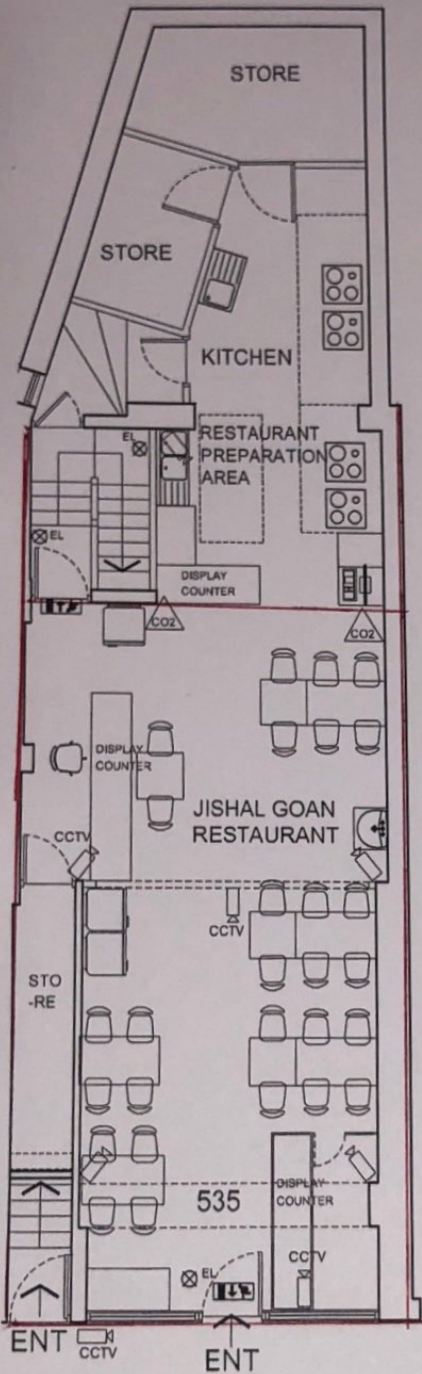 STORE
STORE
KITCHEN
EL
RESTAURANT
PREPARATION
AREA
EL
DISPLAY
COUNTER
CO2
CO2
DISPLAY
COUNTER
JISHAL GOAN
RESTAURANT
CCTV
CCTV
STO
-RE
535
DISPLAY
COUNTER
CCTV
EL
ENT
CCTV
ENT